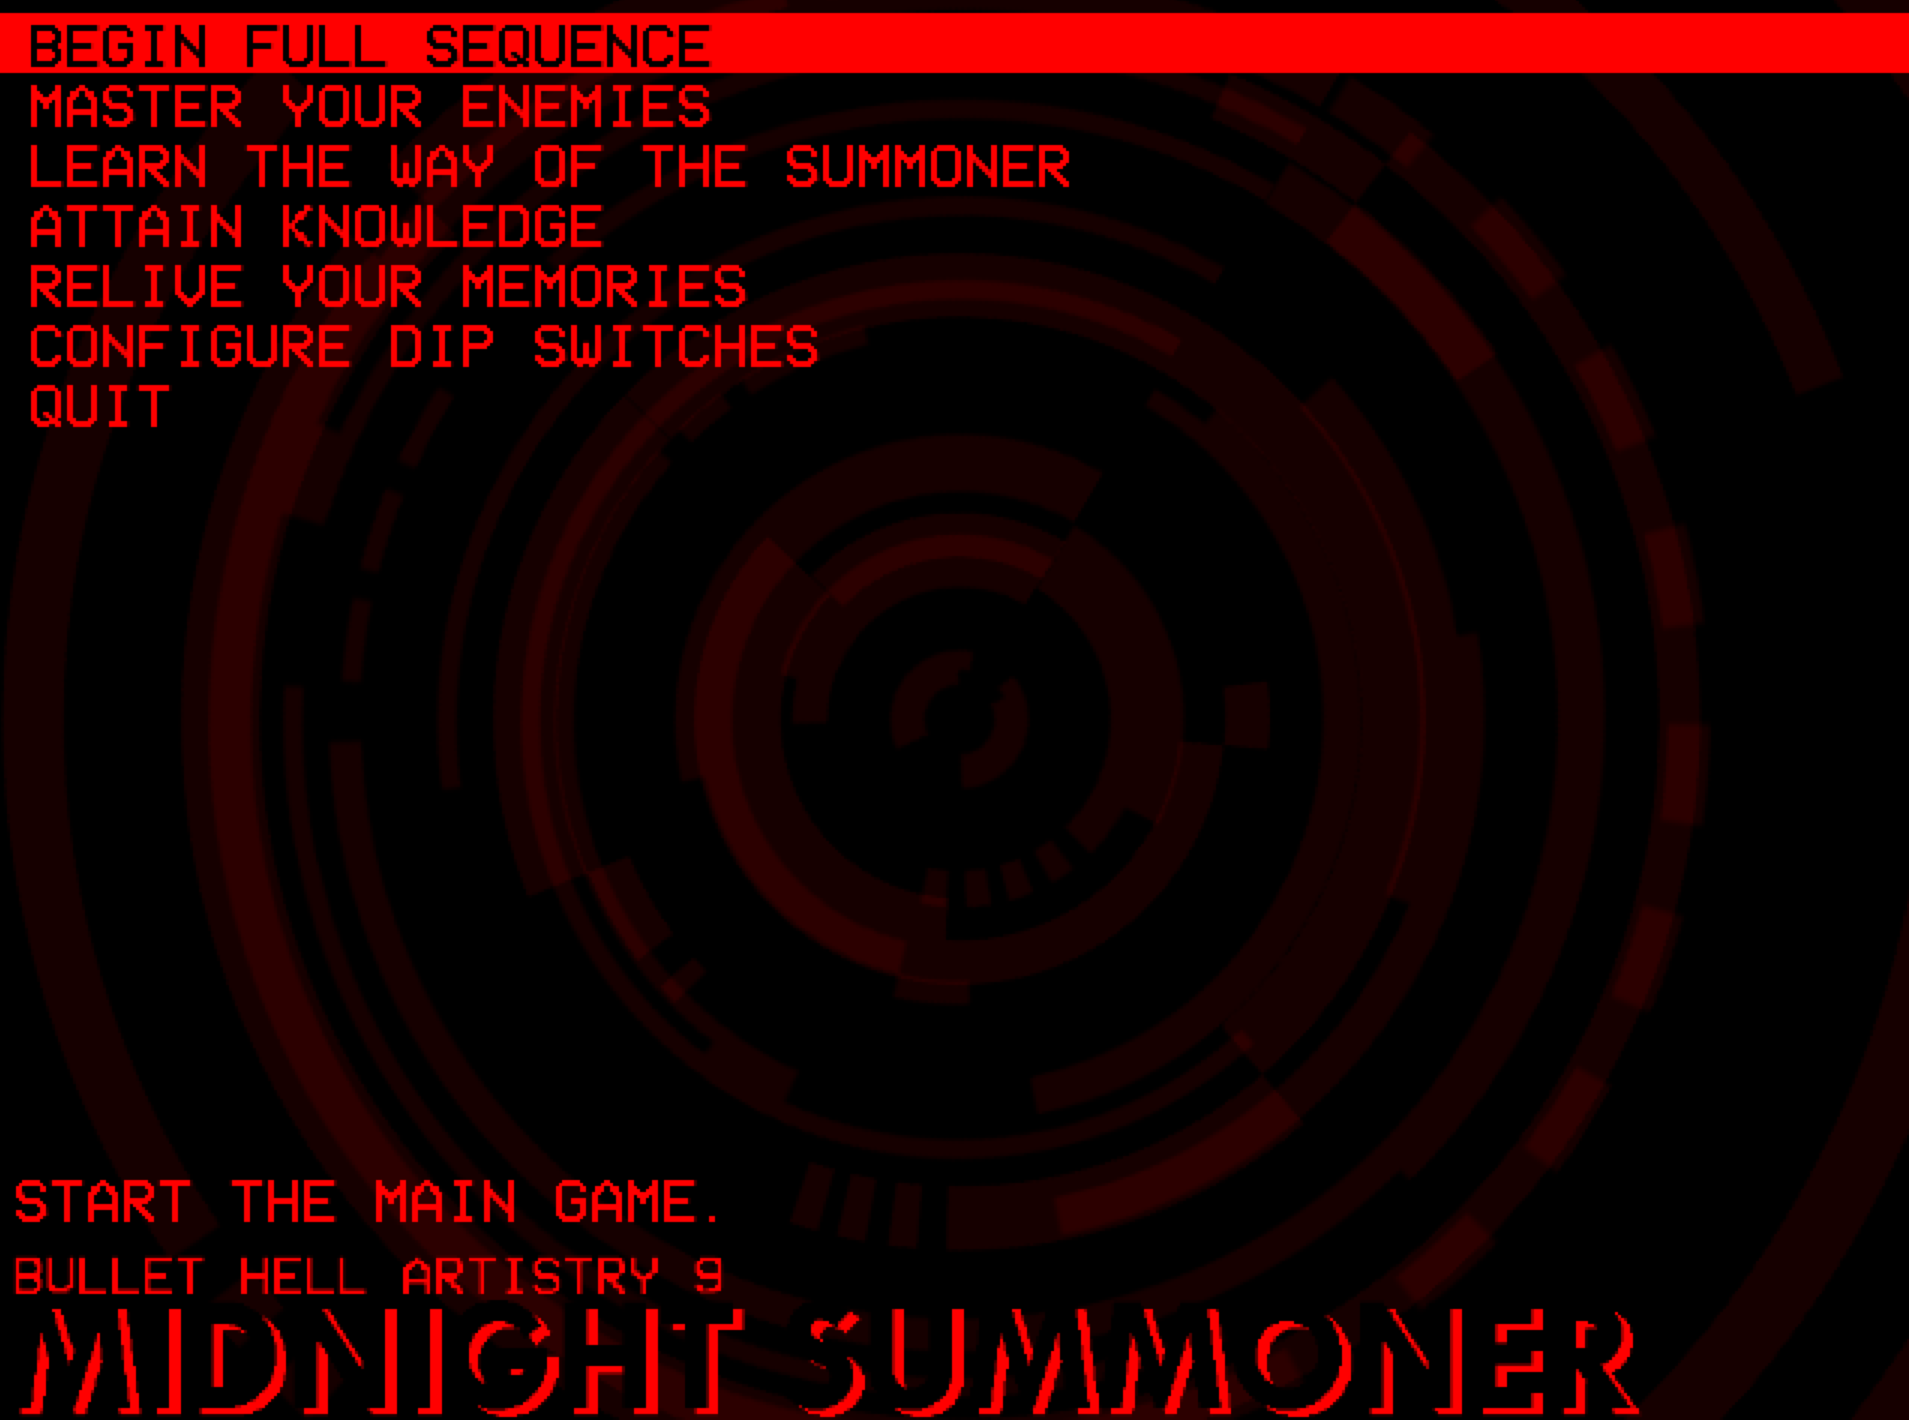 BEGIN FULL SEQUENCE
MASTER YOUR ENEMIES
LEARN THE WAY OF THE SUMMONER
ATTAIN KNOWLEDGE
RELIVE YOUR MEMORIES
CONFIGURE DIP SWITCHES
QUIT
START THE MAIN GAME.
BULLET HELL ARTISTRY 9
MIDNIGHT SUMMONER